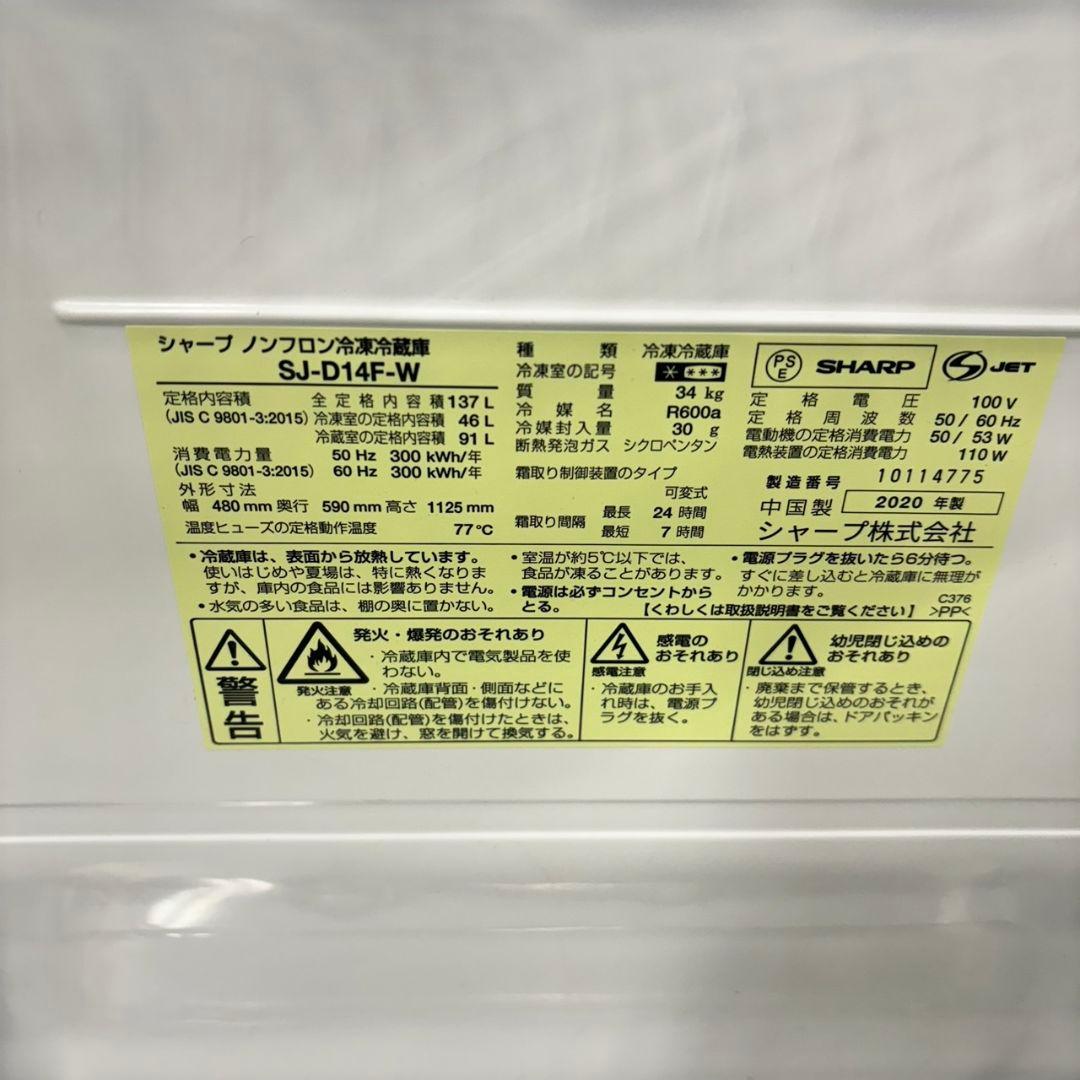 シャープ ノンフロン冷凍冷蔵庫
SJ-D14F-W
定格内容積 全定格内容積 137 L
(JIS C 9801-3:2015) 冷凍室の定格内容積 46 L
冷蔵室の定格内容積 91 L
消費電力量 50 Hz 300 kWh/年
(JIS C 9801-3:2015) 60 Hz 300 kWh/年
外形寸法
幅 480 mm 奥行 590 mm 高さ 1125 mm
温度ヒューズの定格動作温度 77℃
種類 冷凍冷蔵庫
冷凍室の記号 * ***
質量 34 kg
冷媒名 R600a
冷媒封入量 30 g
断熱発泡ガス シクロペンタン
霜取り制御装置のタイプ
可変式
霜取り間隔 最長 24 時間
最短 7 時間
PS E SHARP S JET
定格電圧 100 V
定格周波数 50 / 60 Hz
電動機の定格消費電力 50 / 53 W
電熱装置の定格消費電力 110 W
製造番号 10114775
中国製 2020 年製
シャープ株式会社
・冷蔵庫は、表面から放熱しています。
使いはじめや夏場は、特に熱くなりま
すが、庫内の食品には影響ありません。
・水気の多い食品は、棚の奥に置かない。
・室温が約5℃以下では、
食品が凍ることがあります。
・電源は必ずコンセントから
とる。
・電源プラグを抜いたら6分待つ。
すぐに差し込むと冷蔵庫に無理が
かかります。
C376
【くわしくは取扱説明書をご覧ください】 >PP<
警告
発火・爆発のおそれあり
発火注意
・冷蔵庫内で電気製品を使
わない。
・冷蔵庫背面・側面などに
ある冷却回路(配管)を傷付けない。
・冷却回路(配管)を傷付けたときは、
火気を避け、窓を開けて換気する。
感電の
おそれあり
感電注意
・冷蔵庫のお手入
れ時は、電源プ
ラグを抜く。
幼児閉じ込めの
おそれあり
閉じ込め注意
・廃棄まで保管するとき、
幼児閉じ込めのおそれが
ある場合は、ドアパッキン
をはずす。